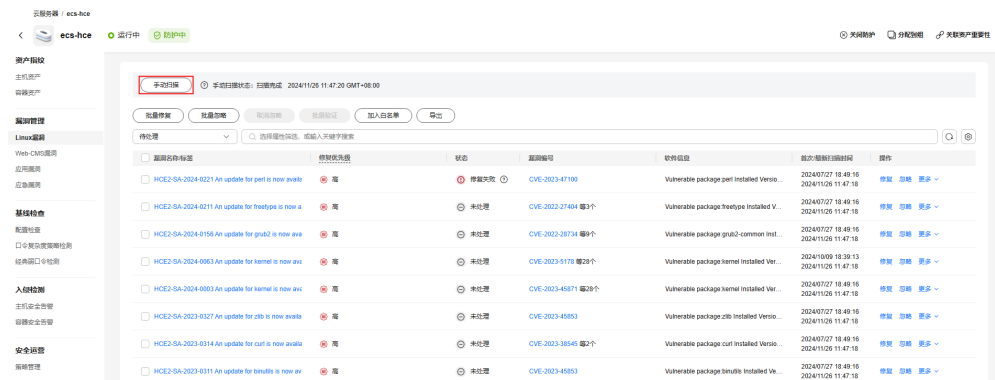 云服务器 / ecs-hce
ecs-hce 运行中 防护中 关闭防护 分配到组 关联资产重要性
资产指纹
主机资产
容器资产
漏洞管理
Linux漏洞
Web-CMS漏洞
应用漏洞
应急漏洞
基线检查
配置检查
口令复杂度策略检测
经典弱口令检测
入侵检测
主机安全告警
容器安全告警
安全运营
策略管理
手动扫描 手动扫描状态：扫描完成 2024/11/26 11:47:20 GMT+08:00
批量修复 批量忽略 取消忽略 批量验证 加入白名单 导出
待处理 选择属性筛选，或输入关键字搜索
漏洞名称/标签 修复优先级 状态 漏洞编号 软件信息 首次/最新扫描时间 操作
HCE2-SA-2024-0221 An update for perl is now availa 高 修复失败 CVE-2023-47100 Vulnerable package:perl Installed Versio... 2024/07/27 18:49:16 修复 忽略 更多
2024/11/26 11:47:18
HCE2-SA-2024-0211 An update for freetype is now a 高 未处理 CVE-2022-27404 等3个 Vulnerable package:freetype Installed V... 2024/07/27 18:49:16 修复 忽略 更多
2024/11/26 11:47:18
HCE2-SA-2024-0156 An update for grub2 is now ava 高 未处理 CVE-2022-28734 等9个 Vulnerable package:grub2-common Inst... 2024/07/27 18:49:16 修复 忽略 更多
2024/11/26 11:47:18
HCE2-SA-2024-0063 An update for kernel is now ava 高 未处理 CVE-2023-5178 等28个 Vulnerable package:kernel Installed Ver... 2024/10/09 18:39:13 修复 忽略 更多
2024/11/26 11:47:18
HCE2-SA-2024-0003 An update for kernel is now ava 高 未处理 CVE-2023-45871 等28个 Vulnerable package:kernel Installed Ver... 2024/07/27 18:49:16 修复 忽略 更多
2024/11/26 11:47:18
HCE2-SA-2023-0327 An update for zlib is now availa 高 未处理 CVE-2023-45853 Vulnerable package:zlib Installed Versio... 2024/07/27 18:49:16 修复 忽略 更多
2024/11/26 11:47:18
HCE2-SA-2023-0314 An update for curl is now availa 高 未处理 CVE-2023-38545 等2个 Vulnerable package:curl Installed Versio... 2024/07/27 18:49:16 修复 忽略 更多
2024/11/26 11:47:18
HCE2-SA-2023-0311 An update for binutils is now av 高 未处理 CVE-2023-45853 Vulnerable package:binutils Installed Ve... 2024/07/27 18:49:16 修复 忽略 更多
2024/11/26 11:47:18